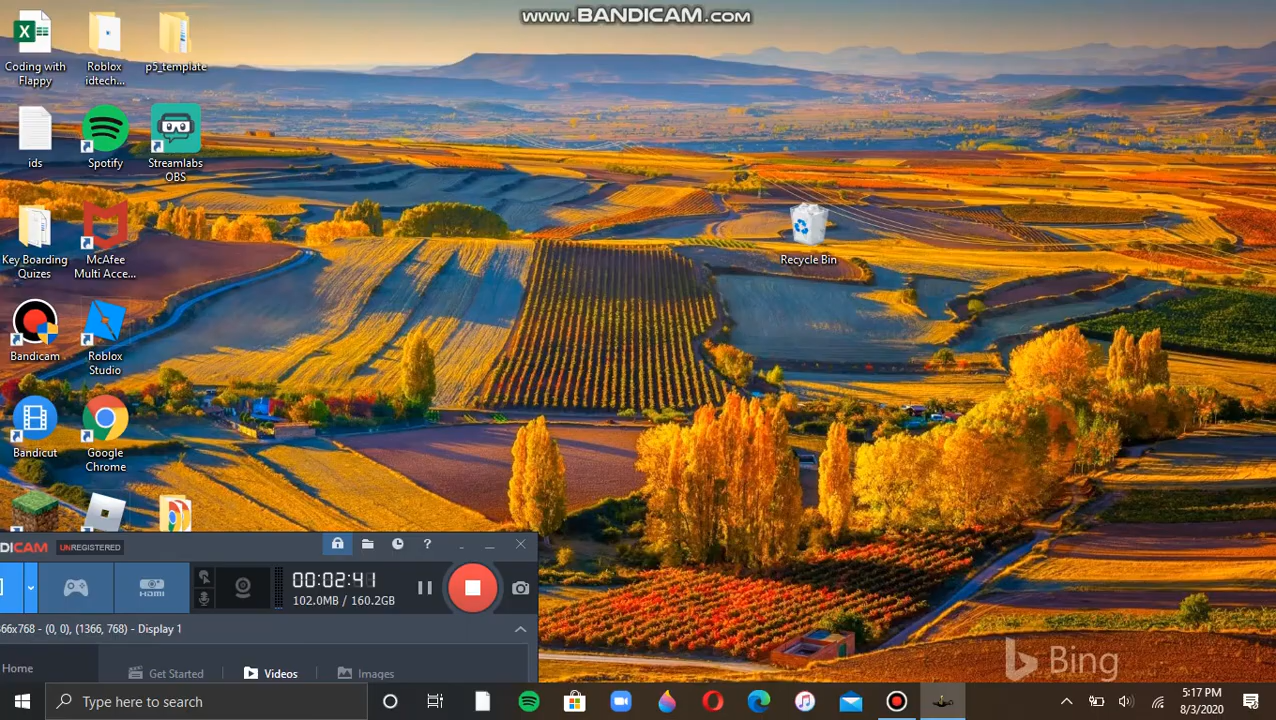 www.BANDICAM.com
Coding with
Flappy
Roblox
idtech...
p5_template
ids
Spotify
Streamlabs
OBS
Key Boarding
Quizes
McAfee
Multi Acce...
Recycle Bin
Bandicam
Roblox
Studio
Bandicut
Google
Chrome
DICAM UNREGISTERED
?
HDMI
00:02:41
102.0MB / 160.2GB
66x768 - (0, 0), (1366, 768) - Display 1
Home
Get Started
Videos
Images
Bing
Type here to search
5:17 PM
8/3/2020